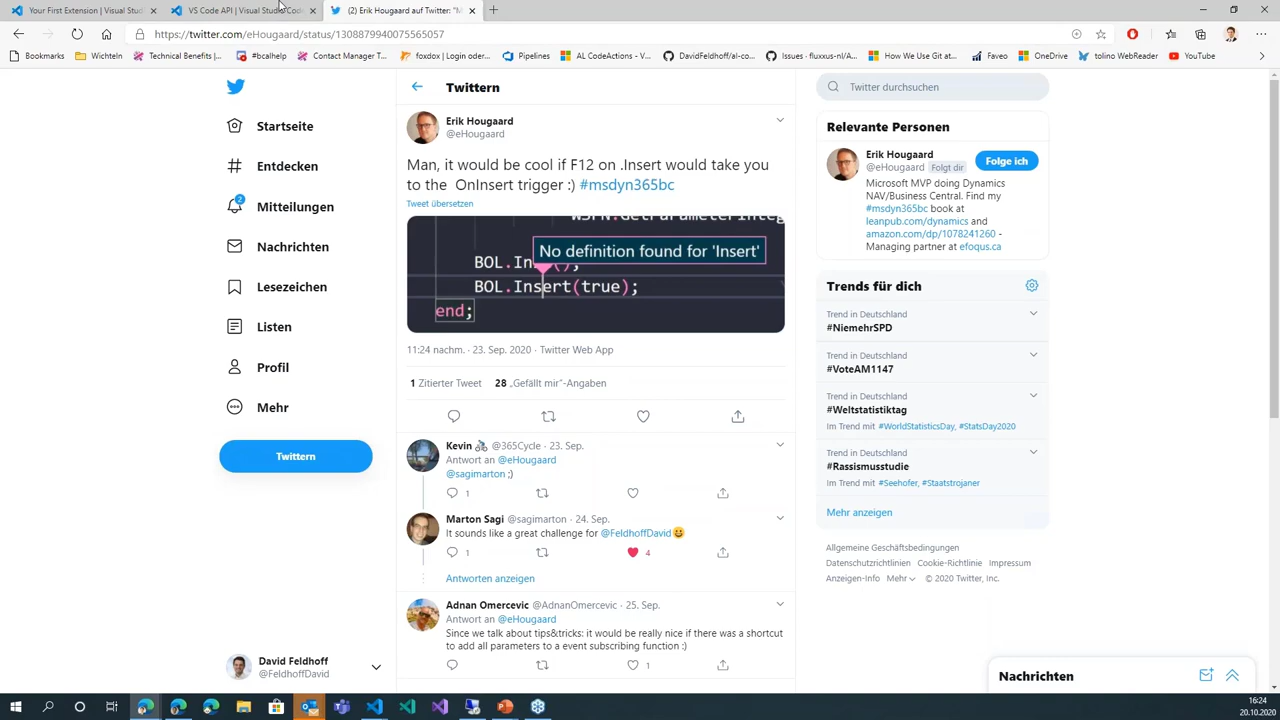 Your First Extension | Visual Stud
VS Code API | Visual Studio Code
(2) Erik Hougaard auf Twitter: "M
https://twitter.com/eHougaard/status/1308879940075565057
Bookmarks
Wichteln
Technical Benefits |...
#bcalhelp
Contact Manager T...
foxdox | Login oder...
Pipelines
AL CodeActions - V...
DavidFeldhoff/al-co...
Issues · fluxxus-nl/A...
How We Use Git at...
Faveo
OneDrive
tolino WebReader
YouTube
Startseite
Entdecken
2
Mitteilungen
Nachrichten
Lesezeichen
Listen
Profil
Mehr
Twittern
David Feldhoff
@FeldhoffDavid
Twittern
Erik Hougaard
@eHougaard
Man, it would be cool if F12 on .Insert would take you
to the OnInsert trigger :) #msdyn365bc
Tweet übersetzen
No definition found for 'Insert'
BOL.In ();
BOL.Insert(true);
end;
11:24 nachm. · 23. Sep. 2020 · Twitter Web App
1 Zitierter Tweet 28 „Gefällt mir“-Angaben
Kevin @365Cycle · 23. Sep.
Antwort an @eHougaard
@sagimarton ;)
1
Marton Sagi @sagimarton · 24. Sep.
It sounds like a great challenge for @FeldhoffDavid
1 4
Antworten anzeigen
Adnan Omercevic @AdnanOmercevic · 25. Sep.
Antwort an @eHougaard
Since we talk about tips&tricks: it would be really nice if there was a shortcut
to add all parameters to a event subscribing function :)
1
Twitter durchsuchen
Relevante Personen
Erik Hougaard
@eHougaard Folgt dir
Folge ich
Microsoft MVP doing Dynamics
NAV/Business Central. Find my
#msdyn365bc book at
leanpub.com/dynamics and
amazon.com/dp/1078241260 -
Managing partner at efoqus.ca
Trends für dich
Trend in Deutschland
#NiemehrSPD
Trend in Deutschland
#VoteAM1147
Trend in Deutschland
#Weltstatistiktag
Im Trend mit #WorldStatisticsDay, #StatsDay2020
Trend in Deutschland
#Rassismusstudie
Im Trend mit #Seehofer, #Staatstrojaner
Mehr anzeigen
Allgemeine Geschäftsbedingungen
Datenschutzrichtlinien Cookie-Richtlinie Impressum
Anzeigen-Info Mehr © 2020 Twitter, Inc.
Nachrichten
16:24
20.10.2020